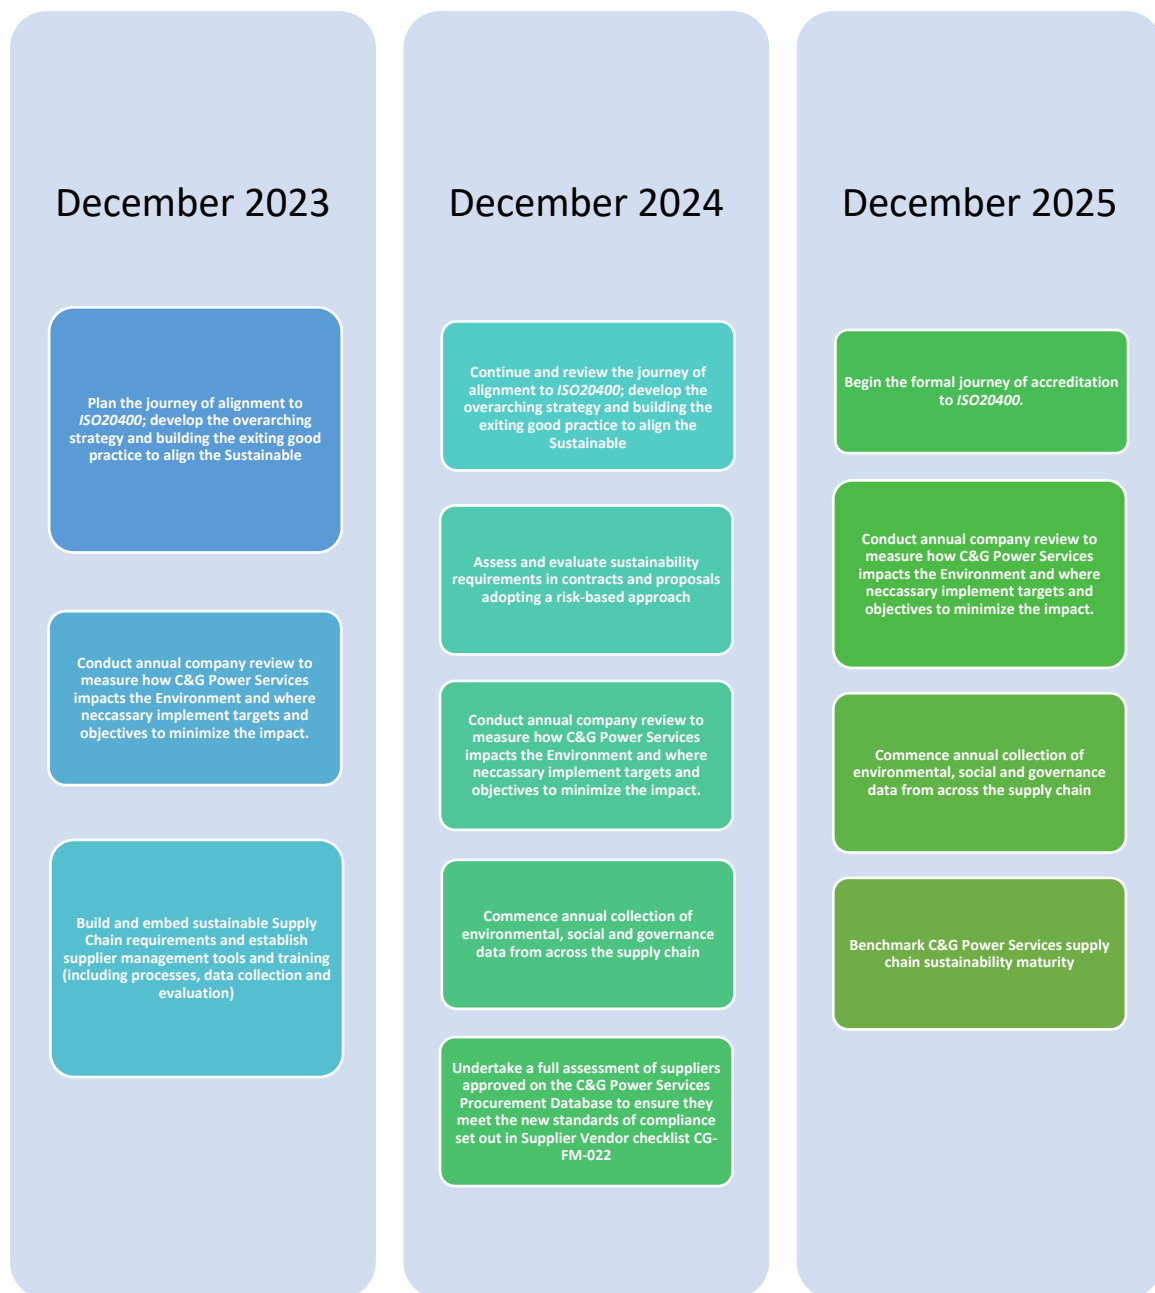 December 2023
Plan the journey of alignment to
ISO20400; develop the overarching
strategy and building the exiting good
practice to align the Sustainable
Conduct annual company review to
measure how C&G Power Services
impacts the Environment and where
neccassary implement targets and
objectives to minimize the impact.
Build and embed sustainable Supply
Chain requirements and establish
supplier management tools and training
(including processes, data collection and
evaluation)
December 2024
Continue and review the journey of
alignment to ISO20400; develop the
overarching strategy and building the
exiting good practice to align the
Sustainable
Assess and evaluate sustainability
requirements in contracts and proposals
adopting a risk-based approach
Conduct annual company review to
measure how C&G Power Services
impacts the Environment and where
neccassary implement targets and
objectives to minimize the impact.
Commence annual collection of
environmental, social and governance
data from across the supply chain
Undertake a full assessment of suppliers
approved on the C&G Power Services
Procurement Database to ensure they
meet the new standards of compliance
set out in Supplier Vendor checklist CG-
FM-022
December 2025
Begin the formal journey of accreditation
to ISO20400.
Conduct annual company review to
measure how C&G Power Services
impacts the Environment and where
neccassary implement targets and
objectives to minimize the impact.
Commence annual collection of
environmental, social and governance
data from across the supply chain
Benchmark C&G Power Services supply
chain sustainability maturity